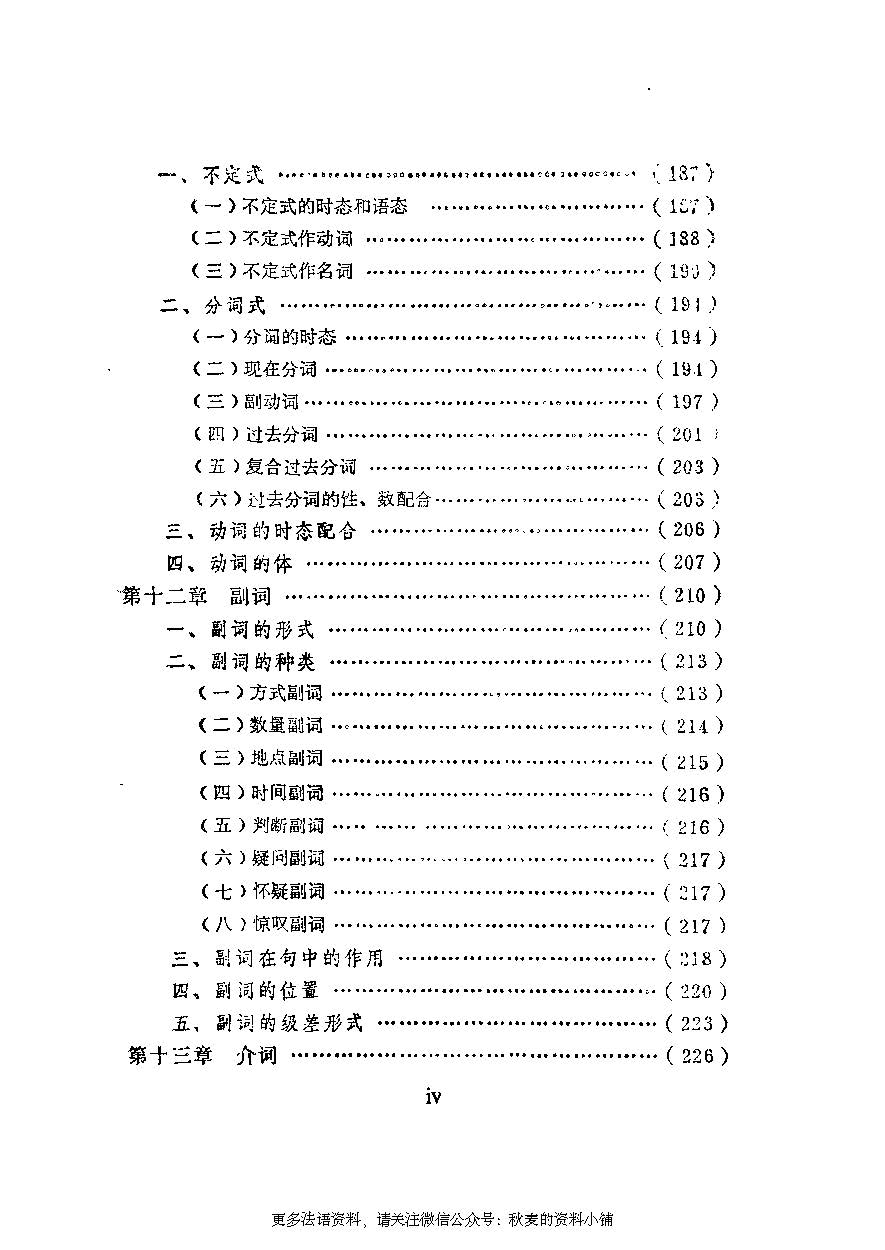 一、不定式 ………………………………………… ( 187 )
(一)不定式的时态和语态 ………………………… ( 187 )
(二)不定式作动词 ………………………………… ( 188 )
(三)不定式作名词 ………………………………… ( 190 )
二、分词式 ………………………………………… ( 194 )
(一)分词的时态 …………………………………… ( 194 )
(二)现在分词 ……………………………………… ( 194 )
(三)副动词 ………………………………………… ( 197 )
(四)过去分词 ……………………………………… ( 201 )
(五)复合过去分词 ………………………………… ( 203 )
(六)过去分词的性、数配合 ……………………… ( 203 )
三、动词的时态配合 ……………………………… ( 206 )
四、动词的体 ……………………………………… ( 207 )
第十二章 副词 …………………………………… ( 210 )
一、副词的形式 …………………………………… ( 210 )
二、副词的种类 …………………………………… ( 213 )
(一)方式副词 ……………………………………… ( 213 )
(二)数量副词 ……………………………………… ( 214 )
(三)地点副词 ……………………………………… ( 215 )
(四)时间副词 ……………………………………… ( 216 )
(五)判断副词 ……………………………………… ( 216 )
(六)疑问副词 ……………………………………… ( 217 )
(七)怀疑副词 ……………………………………… ( 217 )
(八)惊叹副词 ……………………………………… ( 217 )
三、副词在句中的作用 …………………………… ( 218 )
四、副词的位置 …………………………………… ( 220 )
五、副词的级差形式 ……………………………… ( 223 )
第十三章 介词 …………………………………… ( 226 )
iv
更多法语资料，请关注微信公众号：秋麦的资料小铺